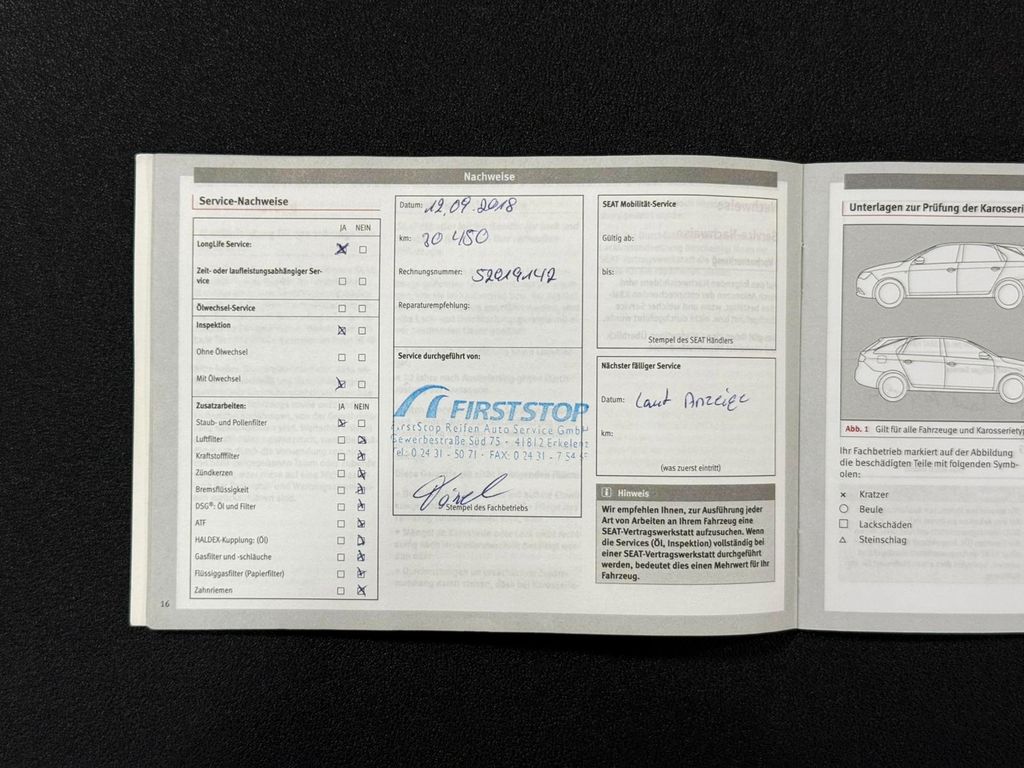 Nachweise
Service-Nachweise
JA NEIN
LongLife Service:
Zeit- oder laufleistungsabhängiger Ser-
vice
Ölwechsel-Service
Inspektion
Ohne Ölwechsel
Mit Ölwechsel
Zusatzarbeiten: JA NEIN
Staub- und Pollenfilter
Luftfilter
Kraftstofffilter
Zündkerzen
Bremsflüssigkeit
DSG®: Öl und Filter
ATF
HALDEX-Kupplung: (Öl)
Gasfilter und -schläuche
Flüssiggasfilter (Papierfilter)
Zahnriemen
16
Datum: 12.09.2018
km: 30 450
Rechnungsnummer: 52919142
Reparaturempfehlung:
Service durchgeführt von:
FIRSTSTOP
FirstStop Reifen Auto Service GmbH
Gewerbestraße Süd 75 · 41812 Erkelenz
Tel.: 0 24 31 - 50 71 · FAX: 0 24 31 - 7 54
Stempel des Fachbetriebs
SEAT Mobilität-Service
Gültig ab:
bis:
Stempel des SEAT Händlers
Nächster fälliger Service
Datum: Laut Anzeige
km:
(was zuerst eintritt)
i Hinweis
Wir empfehlen Ihnen, zur Ausführung jeder
Art von Arbeiten an Ihrem Fahrzeug eine
SEAT-Vertragswerkstatt aufzusuchen. Wenn
die Services (Öl, Inspektion) vollständig bei
einer SEAT-Vertragswerkstatt durchgeführt
werden, bedeutet dies einen Mehrwert für Ihr
Fahrzeug.
Unterlagen zur Prüfung der Karosseri
Abb. 1 Gilt für alle Fahrzeuge und Karosseriety
Ihr Fachbetrieb markiert auf der Abbildung
die beschädigten Teile mit folgenden Symb-
olen:
Kratzer
Beule
Lackschäden
Steinschlag